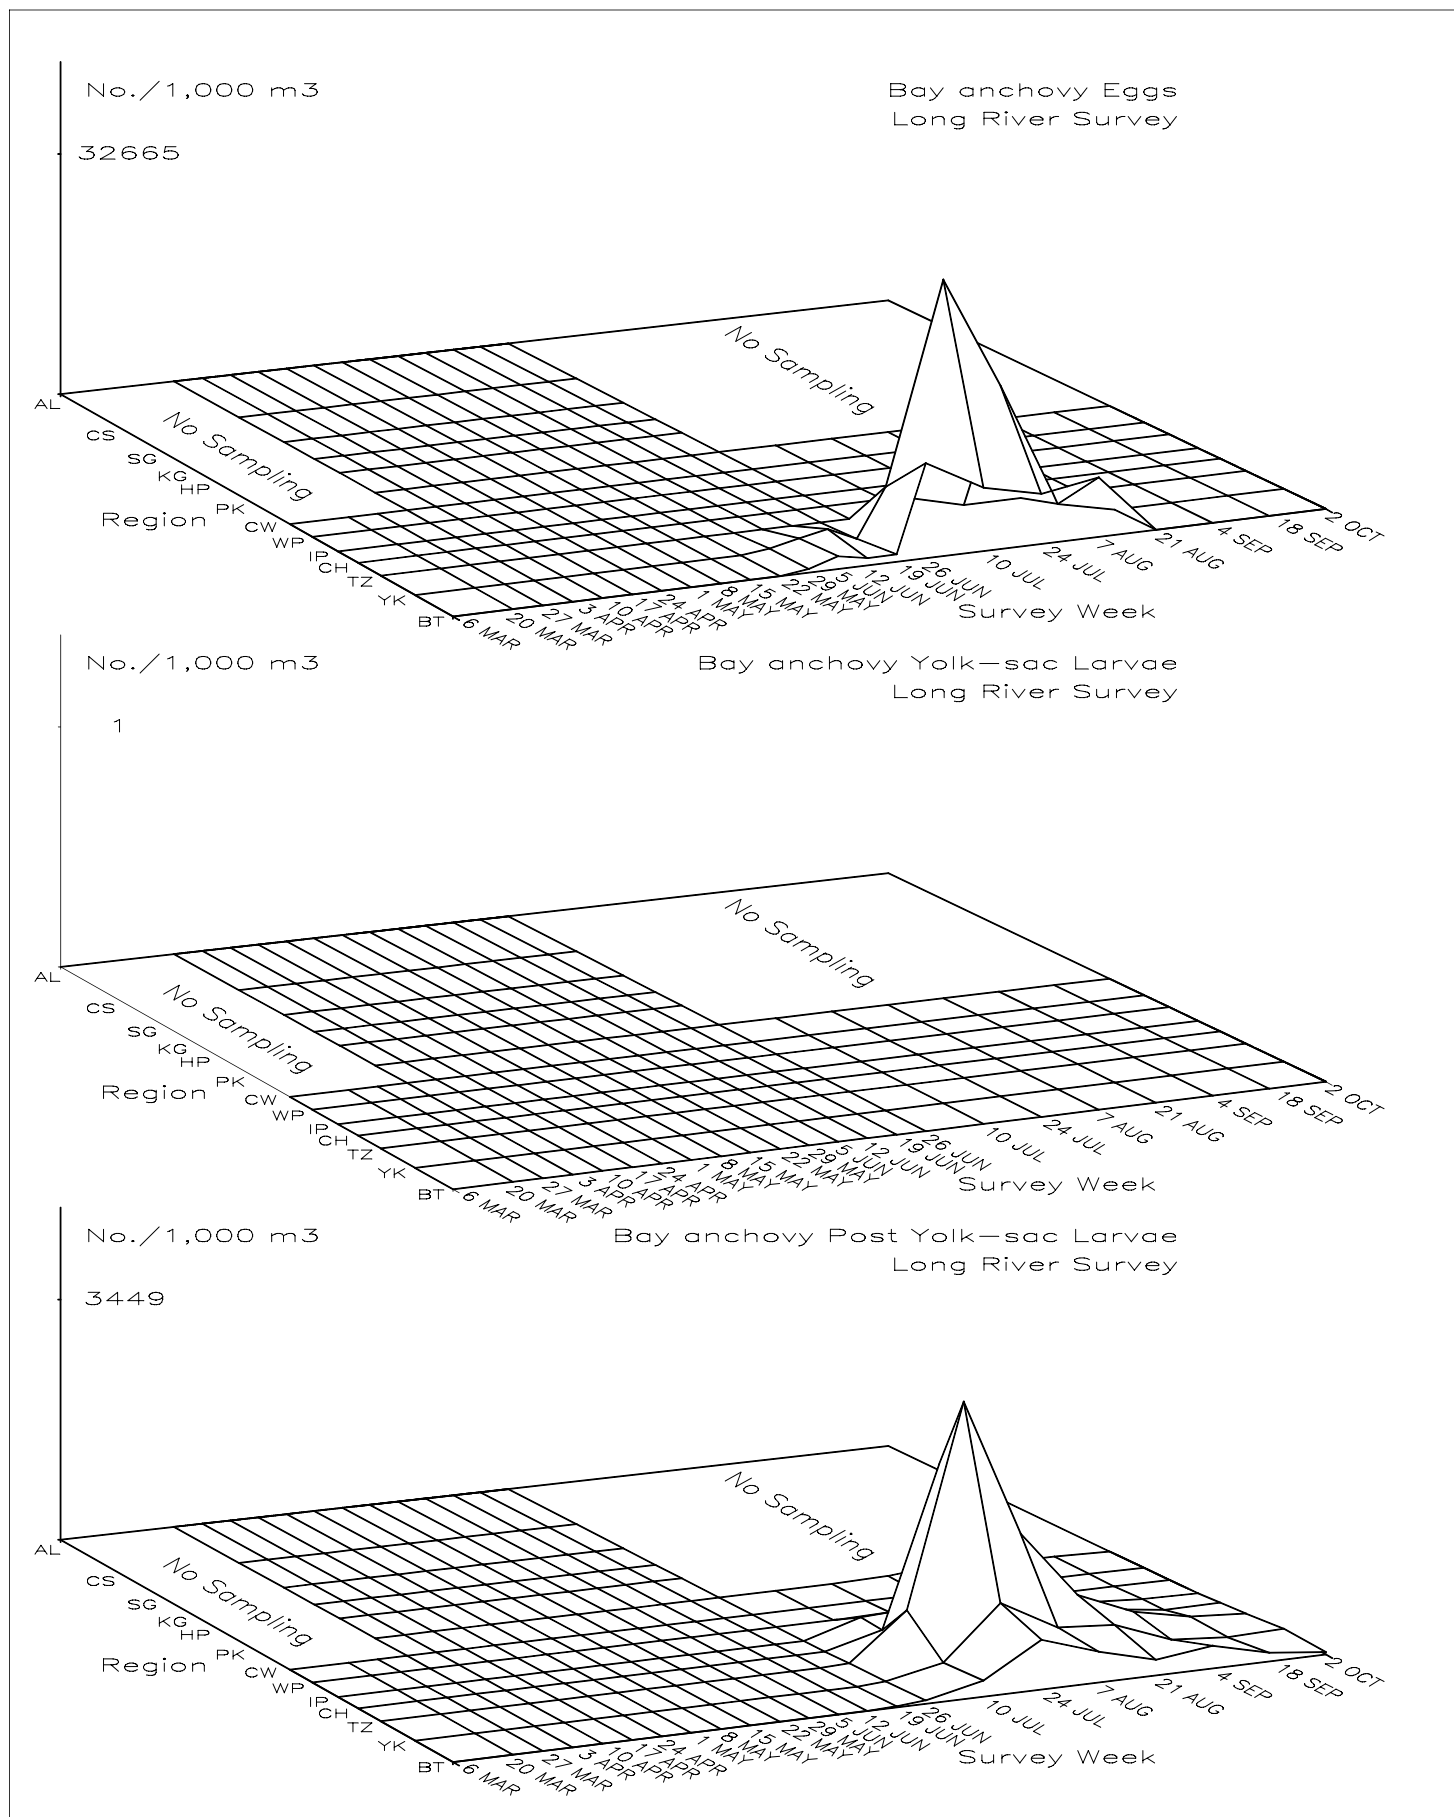 No./1,000 m3
Bay anchovy Eggs
Long River Survey
32665
No Sampling
No Sampling
AL
CS
SG
KG
HP
PK
CW
WP
IP
CH
TZ
YK
BT
Region
6 MAR
20 MAR
27 MAR
3 APR
10 APR
17 APR
24 APR
1 MAY
8 MAY
15 MAY
22 MAY
29 MAY
5 JUN
12 JUN
19 JUN
26 JUN
10 JUL
24 JUL
7 AUG
21 AUG
4 SEP
18 SEP
2 OCT
Survey Week
No./1,000 m3
Bay anchovy Yolk-sac Larvae
Long River Survey
1
No Sampling
No Sampling
AL
CS
SG
KG
HP
PK
CW
WP
IP
CH
TZ
YK
BT
Region
6 MAR
20 MAR
27 MAR
3 APR
10 APR
17 APR
24 APR
1 MAY
8 MAY
15 MAY
22 MAY
29 MAY
5 JUN
12 JUN
19 JUN
26 JUN
10 JUL
24 JUL
7 AUG
21 AUG
4 SEP
18 SEP
2 OCT
Survey Week
No./1,000 m3
Bay anchovy Post Yolk-sac Larvae
Long River Survey
3449
No Sampling
No Sampling
AL
CS
SG
KG
HP
PK
CW
WP
IP
CH
TZ
YK
BT
Region
6 MAR
20 MAR
27 MAR
3 APR
10 APR
17 APR
24 APR
1 MAY
8 MAY
15 MAY
22 MAY
29 MAY
5 JUN
12 JUN
19 JUN
26 JUN
10 JUL
24 JUL
7 AUG
21 AUG
4 SEP
18 SEP
2 OCT
Survey Week